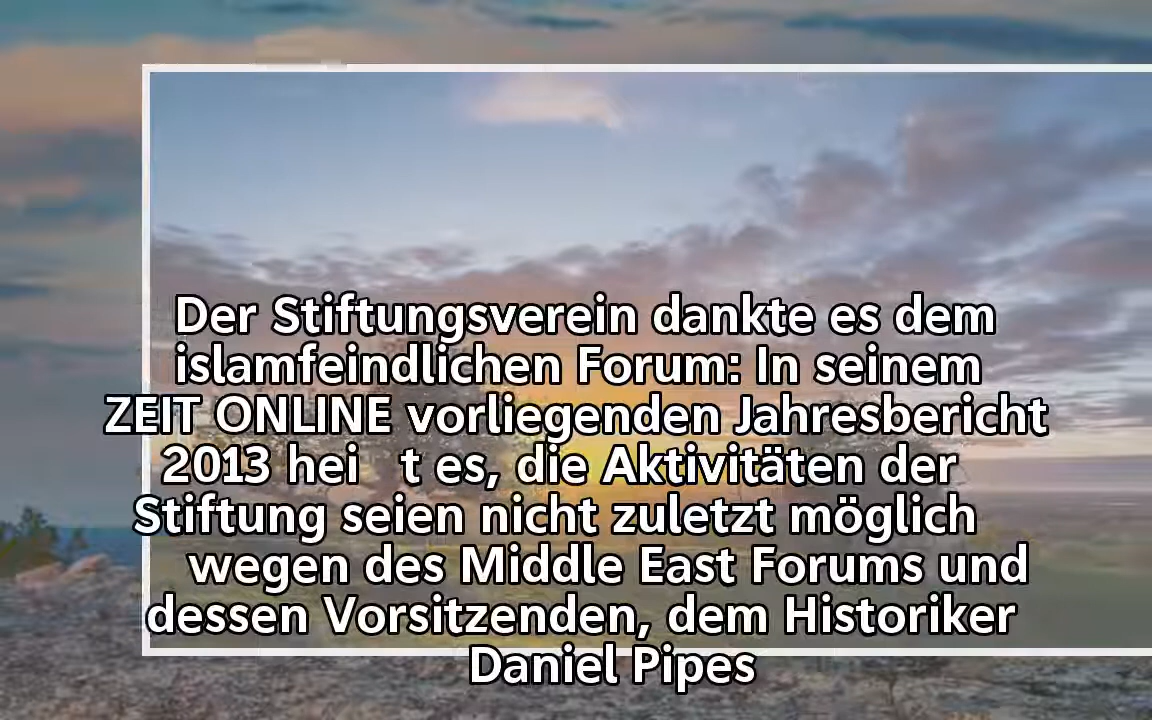 Der Stiftungsverein dankte es dem
islamfeindlichen Forum: In seinem
ZEIT ONLINE vorliegenden Jahresbericht
2013 hei t es, die Aktivitäten der
Stiftung seien nicht zuletzt möglich
wegen des Middle East Forums und
dessen Vorsitzenden, dem Historiker
Daniel Pipes